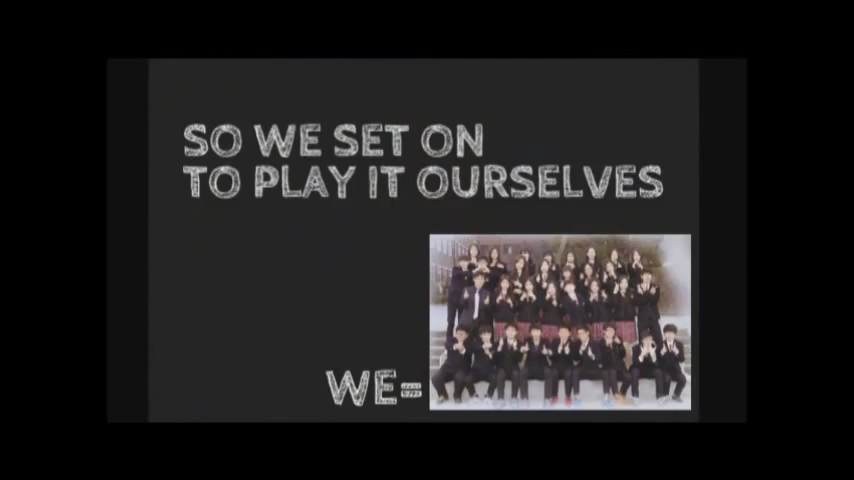 SO WE SET ON
TO PLAY IT OURSELVES
WE=